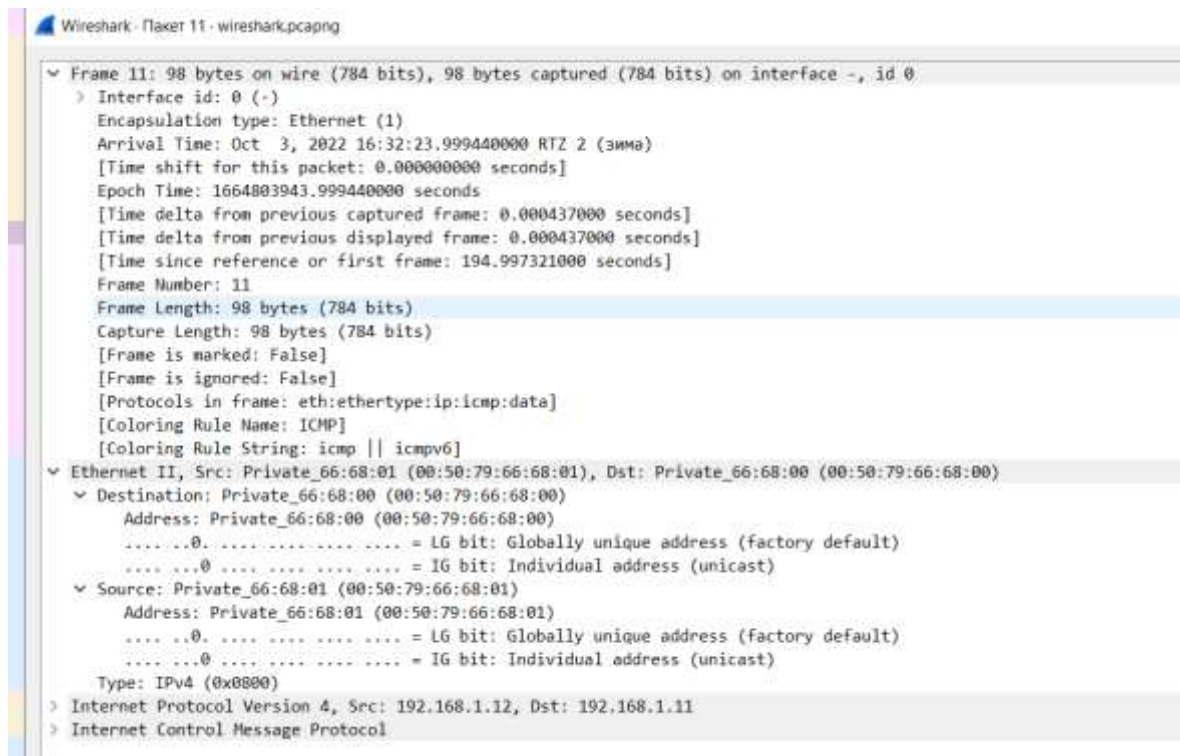 Wireshark · Пакет 11 · wireshark.pcapng
Frame 11: 98 bytes on wire (784 bits), 98 bytes captured (784 bits) on interface -, id 0
Interface id: 0 (-)
Encapsulation type: Ethernet (1)
Arrival Time: Oct  3, 2022 16:32:23.999440000 RTZ 2 (зима)
[Time shift for this packet: 0.000000000 seconds]
Epoch Time: 1664803943.999440000 seconds
[Time delta from previous captured frame: 0.000437000 seconds]
[Time delta from previous displayed frame: 0.000437000 seconds]
[Time since reference or first frame: 194.997321000 seconds]
Frame Number: 11
Frame Length: 98 bytes (784 bits)
Capture Length: 98 bytes (784 bits)
[Frame is marked: False]
[Frame is ignored: False]
[Protocols in frame: eth:ethertype:ip:icmp:data]
[Coloring Rule Name: ICMP]
[Coloring Rule String: icmp || icmpv6]
Ethernet II, Src: Private_66:68:01 (00:50:79:66:68:01), Dst: Private_66:68:00 (00:50:79:66:68:00)
Destination: Private_66:68:00 (00:50:79:66:68:00)
Address: Private_66:68:00 (00:50:79:66:68:00)
.... ..0. .... .... .... .... = LG bit: Globally unique address (factory default)
.... ...0 .... .... .... .... = IG bit: Individual address (unicast)
Source: Private_66:68:01 (00:50:79:66:68:01)
Address: Private_66:68:01 (00:50:79:66:68:01)
.... ..0. .... .... .... .... = LG bit: Globally unique address (factory default)
.... ...0 .... .... .... .... = IG bit: Individual address (unicast)
Type: IPv4 (0x0800)
Internet Protocol Version 4, Src: 192.168.1.12, Dst: 192.168.1.11
Internet Control Message Protocol